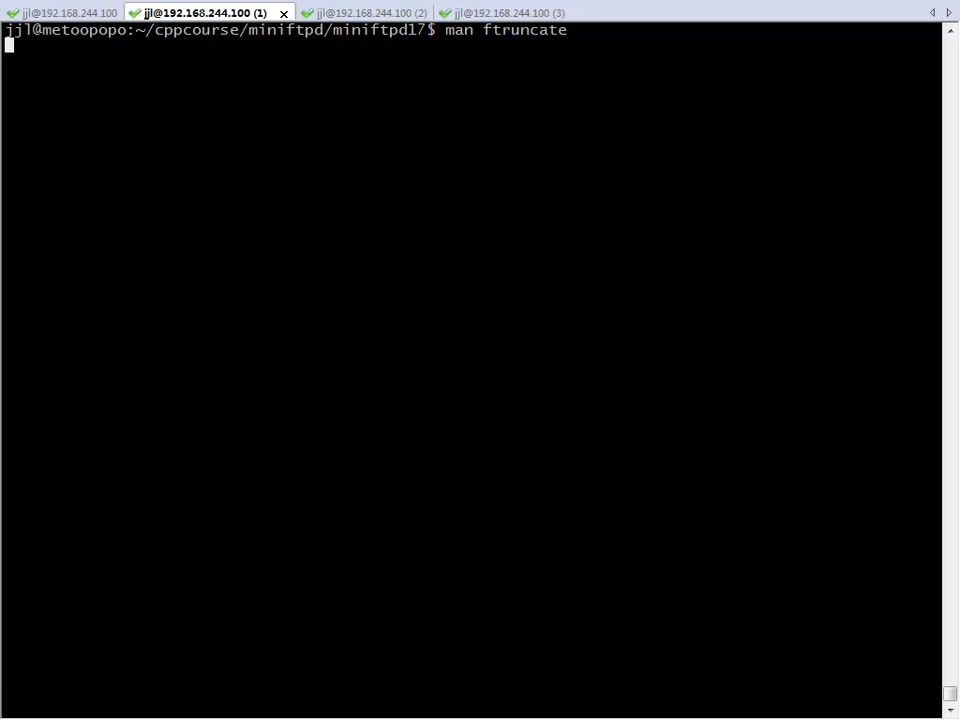 jjl@192.168.244.100 jjl@192.168.244.100 (1) jjl@192.168.244.100 (2) jjl@192.168.244.100 (3)
jjl@metoopopo:~/cppcourse/miniftpd/miniftpd17$ man ftruncate